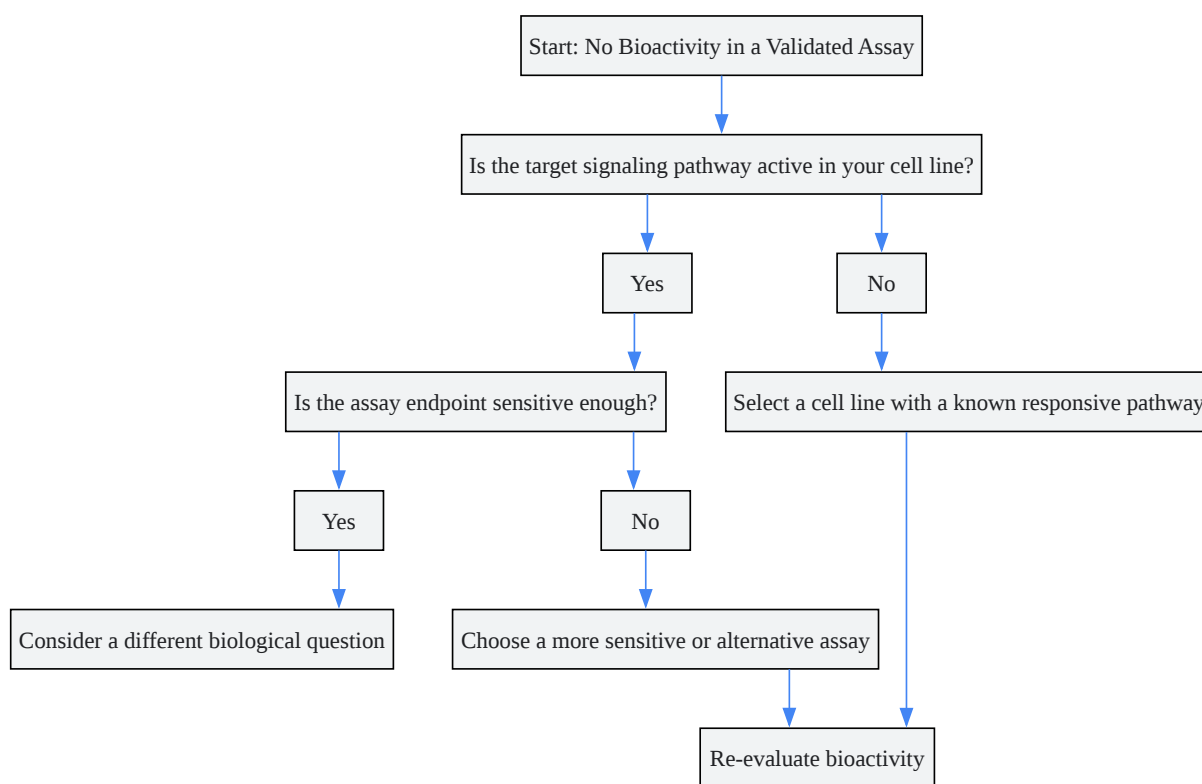 Start: No Bioactivity in a Validated Assay
Is the target signaling pathway active in your cell line?
Yes
No
Is the assay endpoint sensitive enough?
Select a cell line with a known responsive pathway
Yes
No
Consider a different biological question
Choose a more sensitive or alternative assay
Re-evaluate bioactivity